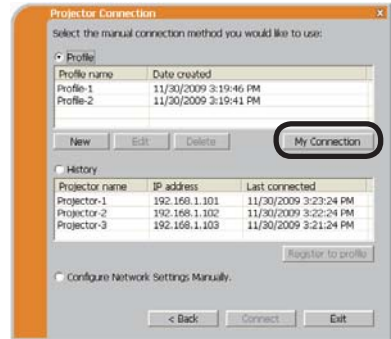 Projector Connection x
Select the manual connection method you would like to use:
Profile
Profile name Date created
Profile-1 11/30/2009 3:19:46 PM
Profile-2 11/30/2009 3:19:41 PM
New Edit Delete My Connection
History
Projector name IP address Last connected
Projector-1 192.168.1.101 11/30/2009 3:23:24 PM
Projector-2 192.168.1.102 11/30/2009 3:22:24 PM
Projector-3 192.168.1.103 11/30/2009 3:21:24 PM
Register to profile
Configure Network Settings Manually.
< Back Connect Exit